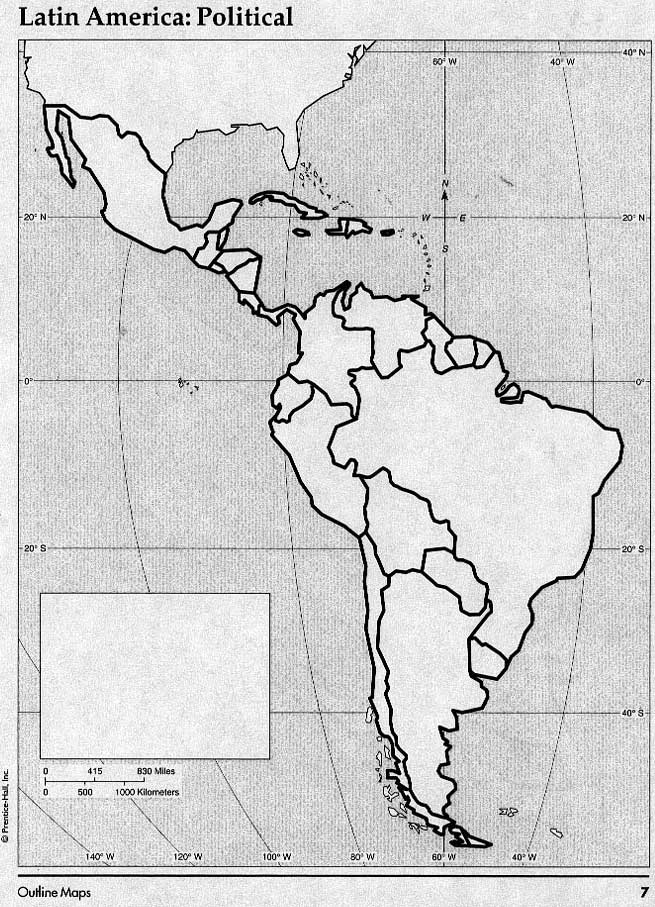 Latin America: Political
40° N
60° W
40° W
N
20° N
W
E
20° N
S
0°
0°
20° S
20° S
40° S
0 415 830 Miles
0 500 1000 Kilometers
© Prentice-Hall, Inc.
140° W
120° W
100° W
80° W
60° W
40° W
Outline Maps
7